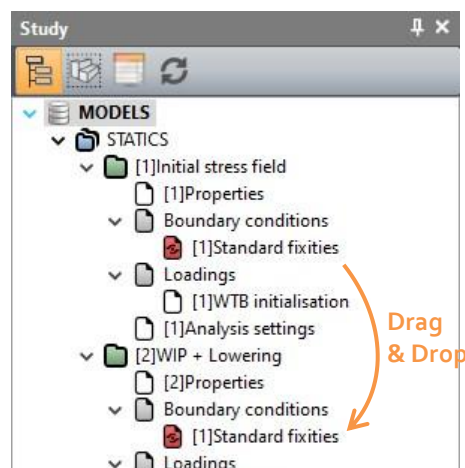 Study
MODELS
STATICS
[1]Initial stress field
[1]Properties
Boundary conditions
[1]Standard fixities
Loadings
[1]WTB initialisation
[1]Analysis settings
Drag
& Drop
[2]WIP + Lowering
[2]Properties
Boundary conditions
[1]Standard fixities
Loadings